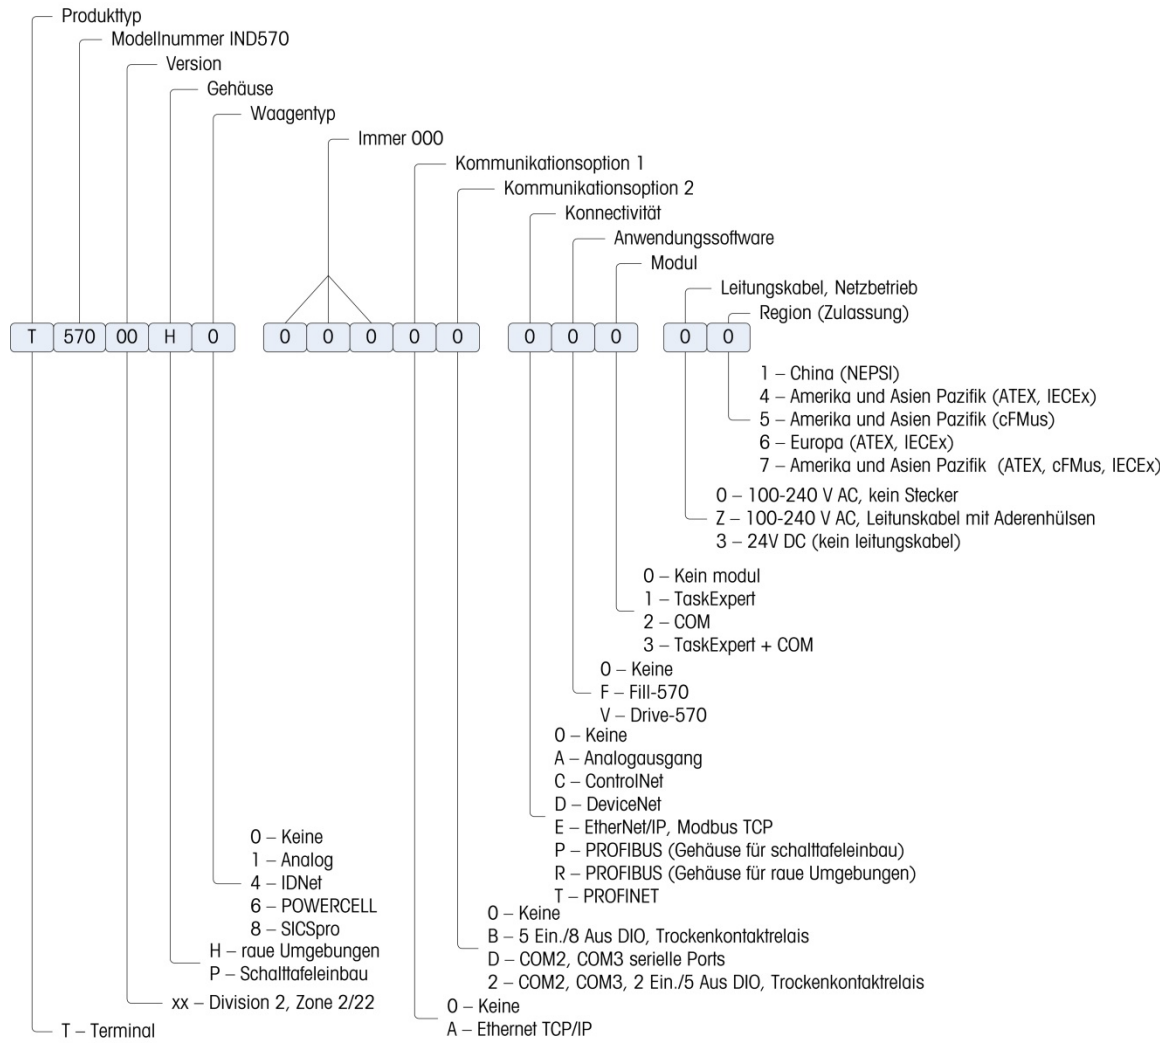 Produkttyp
Modellnummer IND570
Version
Gehäuse
Waagentyp
Immer 000
Kommunikationsoption 1
Kommunikationsoption 2
Konnectivität
Anwendungssoftware
Modul
Leitungskabel, Netzbetrieb
Region (Zulassung)
T 570 00 H 0 0 0 0 0 0 0 0 0 0 0
1 – China (NEPSI)
4 – Amerika und Asien Pazifik (ATEX, IECEx)
5 – Amerika und Asien Pazifik (cFMus)
6 – Europa (ATEX, IECEx)
7 – Amerika und Asien Pazifik (ATEX, cFMus, IECEx)
0 – 100-240 V AC, kein Stecker
Z – 100-240 V AC, Leitunskabel mit Aderenhülsen
3 – 24V DC (kein leitungskabel)
0 – Kein modul
1 – TaskExpert
2 – COM
3 – TaskExpert + COM
0 – Keine
F – Fill-570
V – Drive-570
0 – Keine
A – Analogausgang
C – ControlNet
D – DeviceNet
E – EtherNet/IP, Modbus TCP
P – PROFIBUS (Gehäuse für schalttafeleinbau)
R – PROFIBUS (Gehäuse für raue Umgebungen)
T – PROFINET
0 – Keine
1 – Analog
4 – IDNet
6 – POWERCELL
8 – SICSpro
0 – Keine
B – 5 Ein./8 Aus DIO, Trockenkontaktrelais
D – COM2, COM3 serielle Ports
2 – COM2, COM3, 2 Ein./5 Aus DIO, Trockenkontaktrelais
H – raue Umgebungen
P – Schalttafeleinbau
xx – Division 2, Zone 2/22
0 – Keine
A – Ethernet TCP/IP
T – Terminal